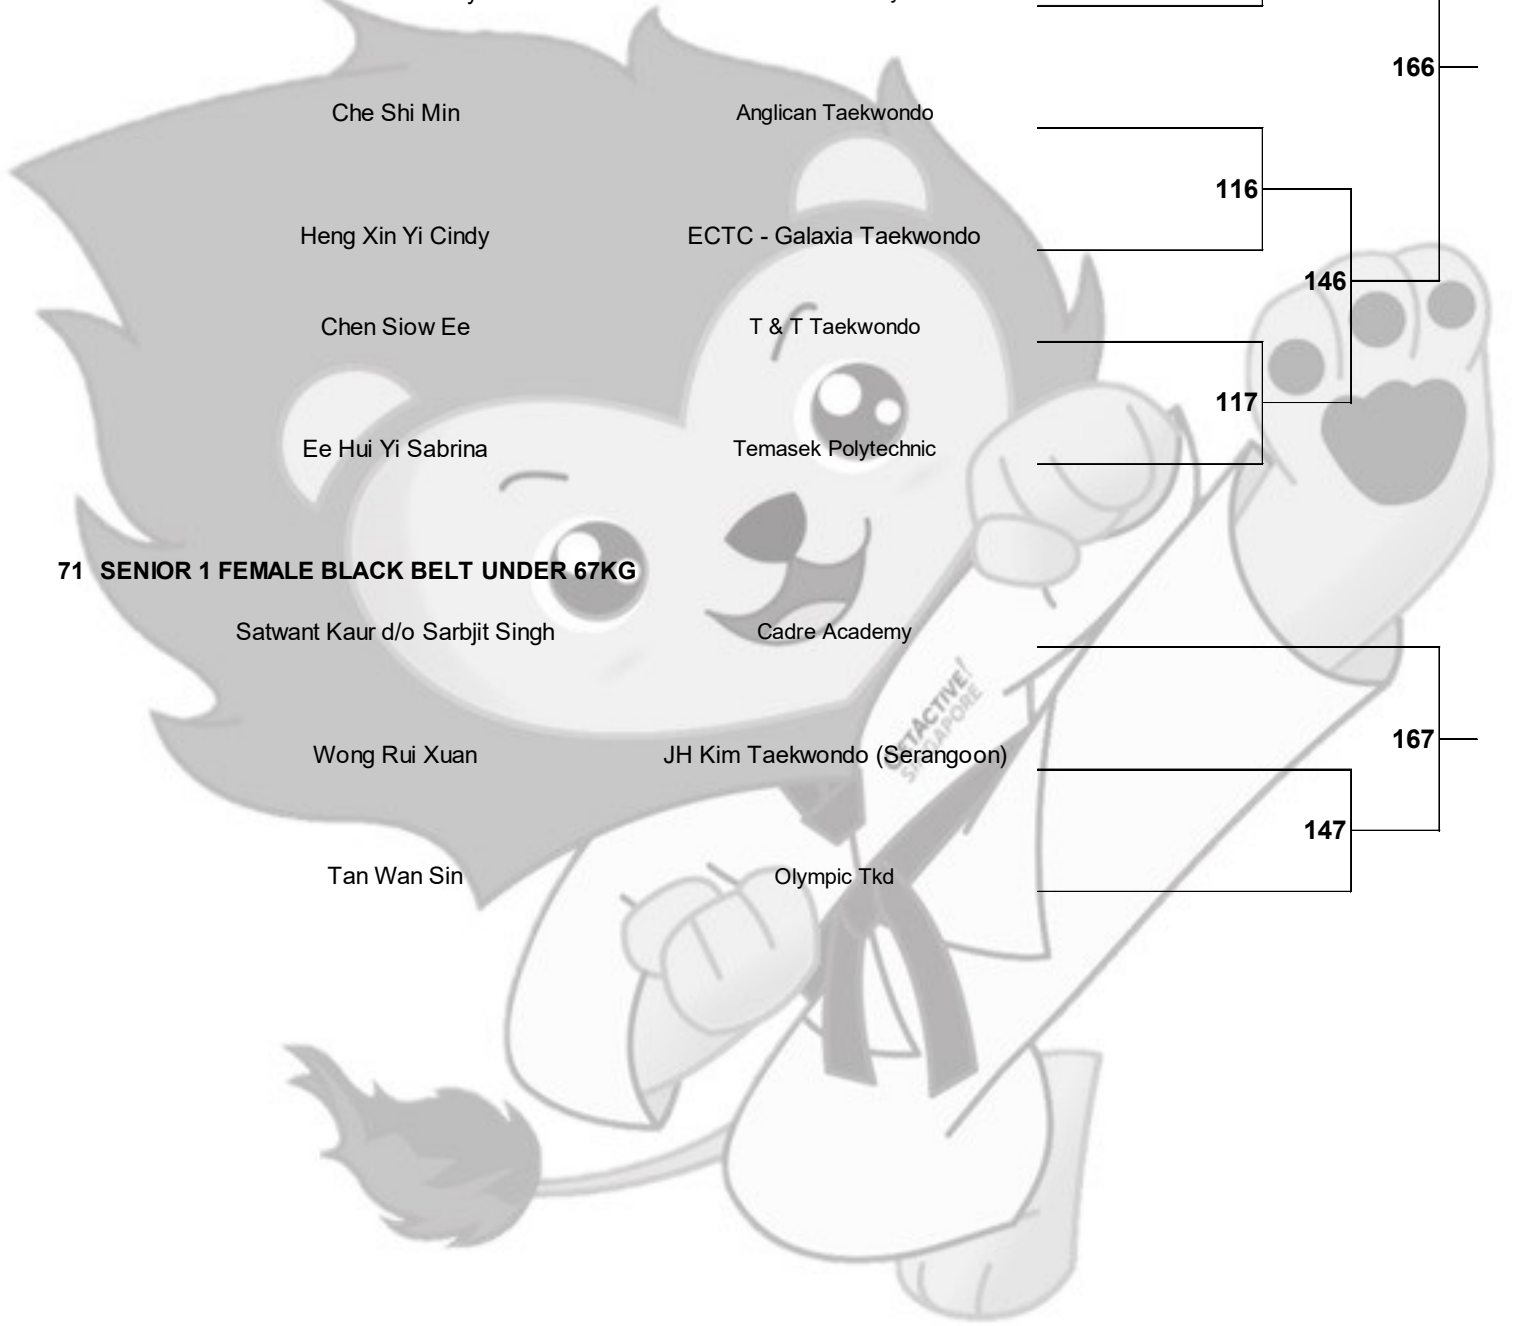 166
Che Shi Min Anglican Taekwondo
116
Heng Xin Yi Cindy ECTC - Galaxia Taekwondo
146
Chen Siow Ee T & T Taekwondo
117
Ee Hui Yi Sabrina Temasek Polytechnic
71 SENIOR 1 FEMALE BLACK BELT UNDER 67KG
Satwant Kaur d/o Sarbjit Singh Cadre Academy
GETACTIVE!
SINGAPORE
Wong Rui Xuan JH Kim Taekwondo (Serangoon)
167
147
Tan Wan Sin Olympic Tkd